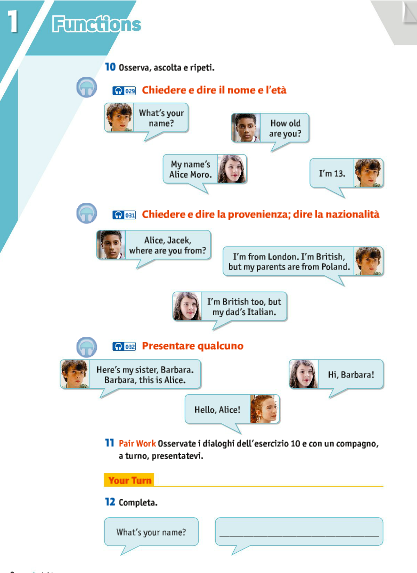 1 Functions
10 Osserva, ascolta e ripeti.
029 Chiedere e dire il nome e l'età
What's your
name?
How old
are you?
My name's
Alice Moro.
I'm 13.
031 Chiedere e dire la provenienza; dire la nazionalità
Alice, Jacek,
where are you from?
I'm from London. I'm British,
but my parents are from Poland.
I'm British too, but
my dad's Italian.
032 Presentare qualcuno
Here's my sister, Barbara.
Barbara, this is Alice.
Hi, Barbara!
Hello, Alice!
11 Pair Work Osservate i dialoghi dell'esercizio 10 e con un compagno,
a turno, presentatevi.
Your Turn
12 Completa.
What's your name?